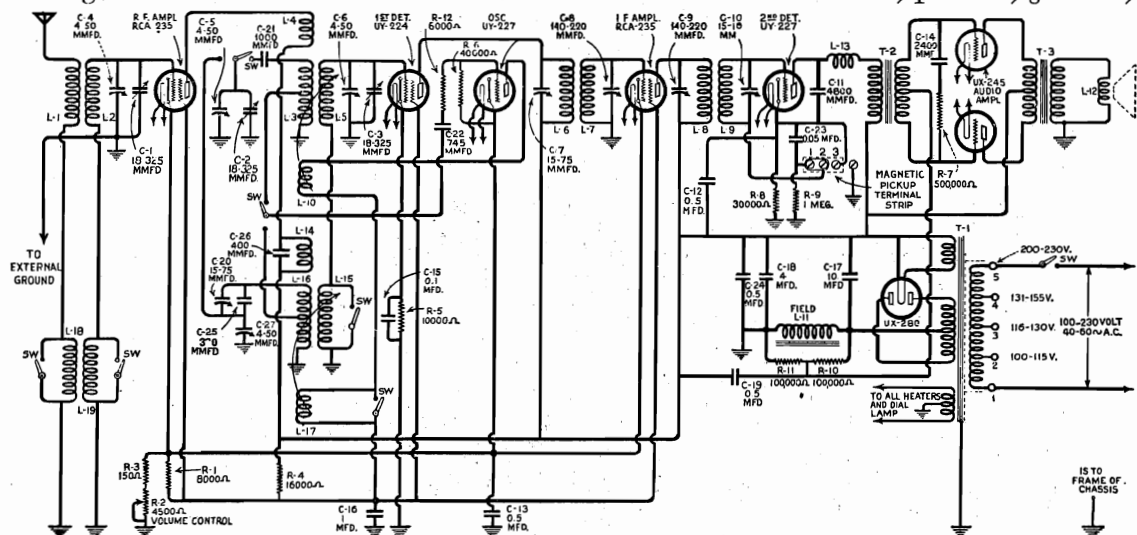 C-4
4-50
MMFD.
R.F. AMPL.
RCA 235
C-5
4-50
MMFD.
C-21
1000
MMFD
SW
L-4
C-6
4-50
MMFD.
1ST DET.
UY-224
R-12
6000Ω
R-6
40000Ω
OSC
UY-227
C-8
140-220
MMFD.
I F AMPL.
RCA-235
C-9
140-220
MMFD.
C-10
15-18
MM
2ND DET.
UY-227
L-13
T-2
C-14
2400
MMF
UX-245
AUDIO
AMPL.
T-3
L-12
L-1
L-2
C-1
18-325
MMFD
C-2
18-325
MMFD.
L-3
L5
C-3
18-325
MMFD.
C-22
745
MMFD
C-7
15-75
MMFD.
L-6
L-7
L-8
L-9
C-11
4800
MMFD.
C-23
0.05 MFD.
1 2 3
MAGNETIC
PICKUP
TERMINAL
STRIP
R-7
500,000Ω
C-12
0.5
MFD.
R-8
30000Ω
R-9
1 MEG.
TO
EXTERNAL
GROUND
SW
L-10
C-26
400
MMFD.
L-14
C-20
15-75
MMFD.
L-16
L-15
SW
C-15
0.1
MFD.
R-5
10000Ω
C-25
370
MMFD
C-27
4-50
MMFD.
C-24
0.5
MFD
C-18
4
MFD.
C-17
10
MFD.
FIELD
L-11
UX-280
T-1
200-230V.
SW
5
4
131-155V.
3
116-130V.
2
100-115V.
1
100-230VOLT
40-60~A.C.
L-18
SW
SW
L-19
L-17
SW
C-19
0.5
MFD
R-11
100,000Ω
R-10
100,000Ω
TO ALL HEATERS
AND DIAL
LAMP
R-3
150Ω
R-1
8000Ω
R-2
4500Ω
VOLUME CONTROL
R-4
16000Ω
C-16
1
MFD.
C-13
0.5
MFD.
IS TO
FRAME OF
CHASSIS